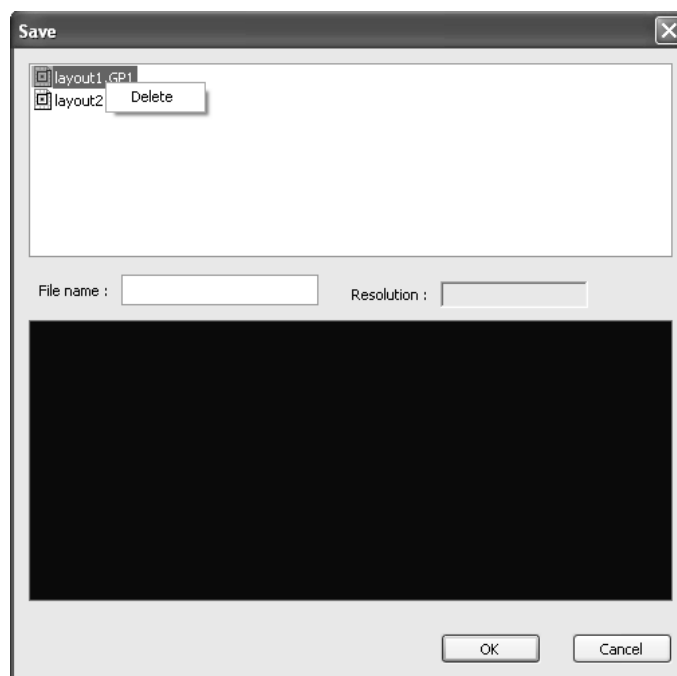 Save
layout1.GP1
layout2
Delete
File name :
Resolution :
OK
Cancel